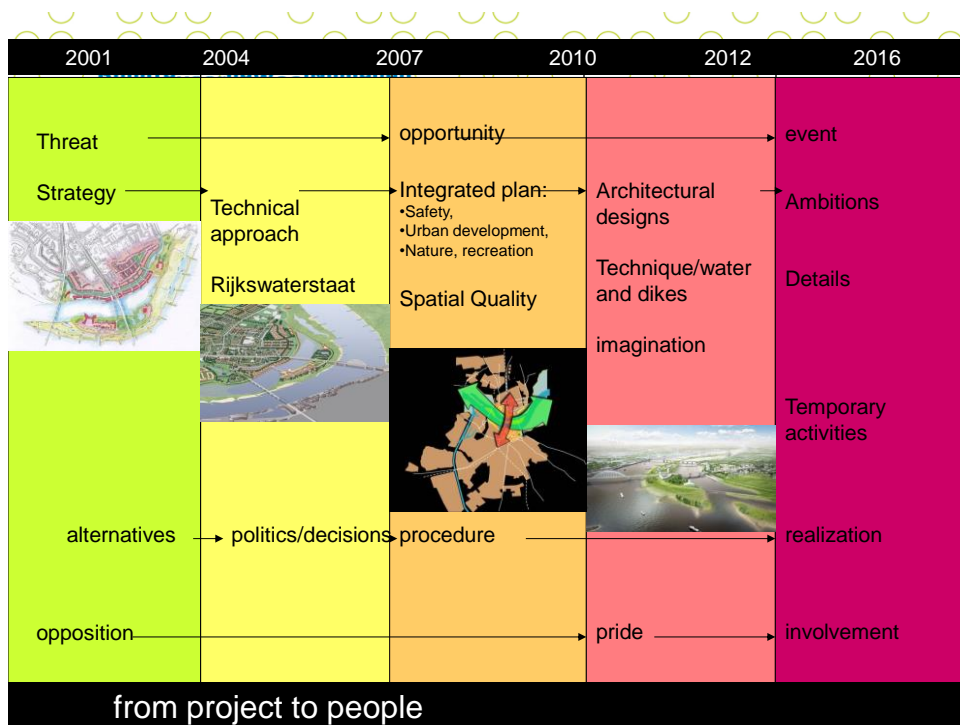 2001 2004 2007 2010 2012 2016
Threat
Strategy
Technical
approach
Rijkswaterstaat
opportunity
Integrated plan:
•Safety,
•Urban development,
•Nature, recreation
Spatial Quality
Architectural
designs
Technique/water
and dikes
imagination
event
Ambitions
Details
Temporary
activities
alternatives politics/decisions procedure realization
opposition pride involvement
from project to people